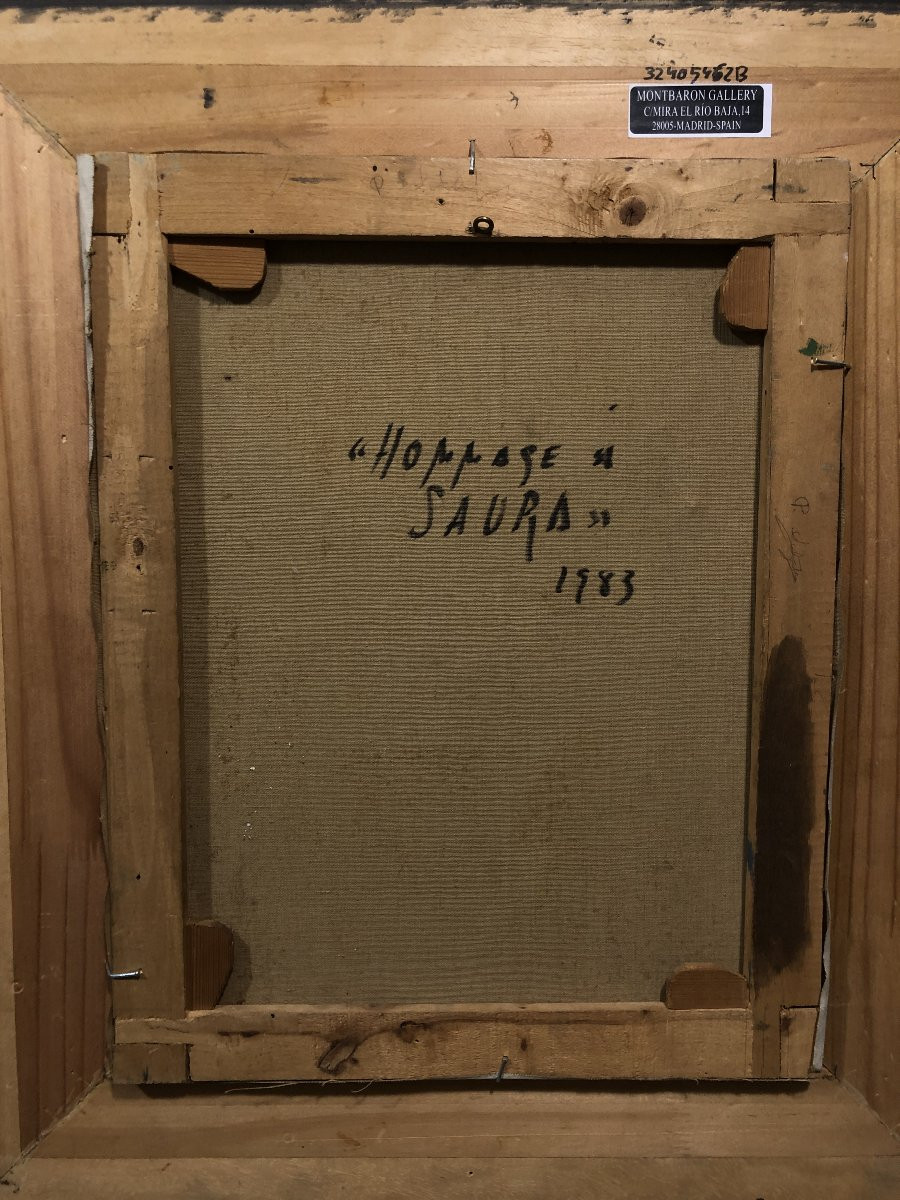 32405462B
MONTBARON GALLERY
C/MIRA EL RÍO BAJA,14
28005-MADRID-SPAIN
"HOMMAGE Á
SAURA"
1983